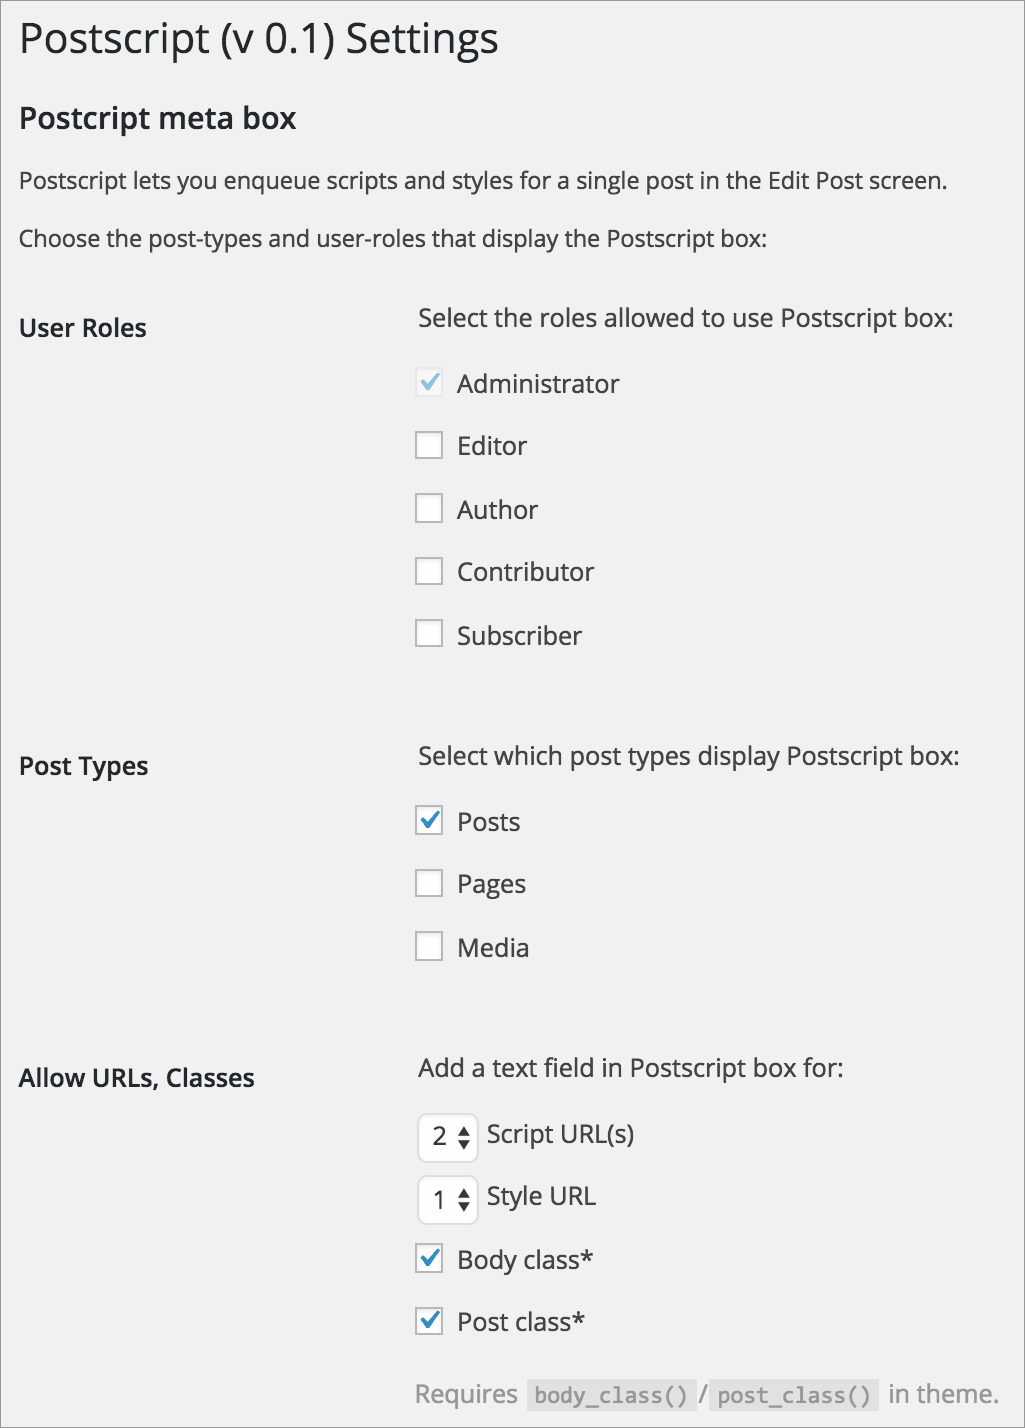 Postscript (v 0.1) Settings
Postcript meta box
Postscript lets you enqueue scripts and styles for a single post in the Edit Post screen.
Choose the post-types and user-roles that display the Postscript box:
User Roles
Select the roles allowed to use Postscript box:
Administrator
Editor
Author
Contributor
Subscriber
Post Types
Select which post types display Postscript box:
Posts
Pages
Media
Allow URLs, Classes
Add a text field in Postscript box for:
2 Script URL(s)
1 Style URL
Body class*
Post class*
Requires body_class()/post_class() in theme.